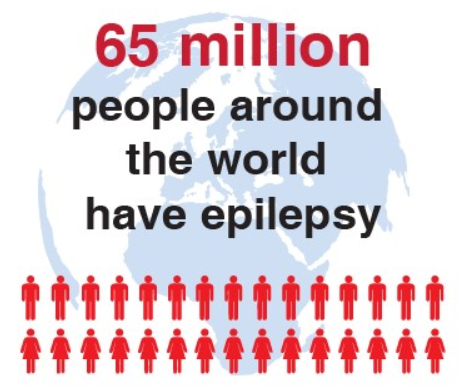 65 million
people around
the world
have epilepsy